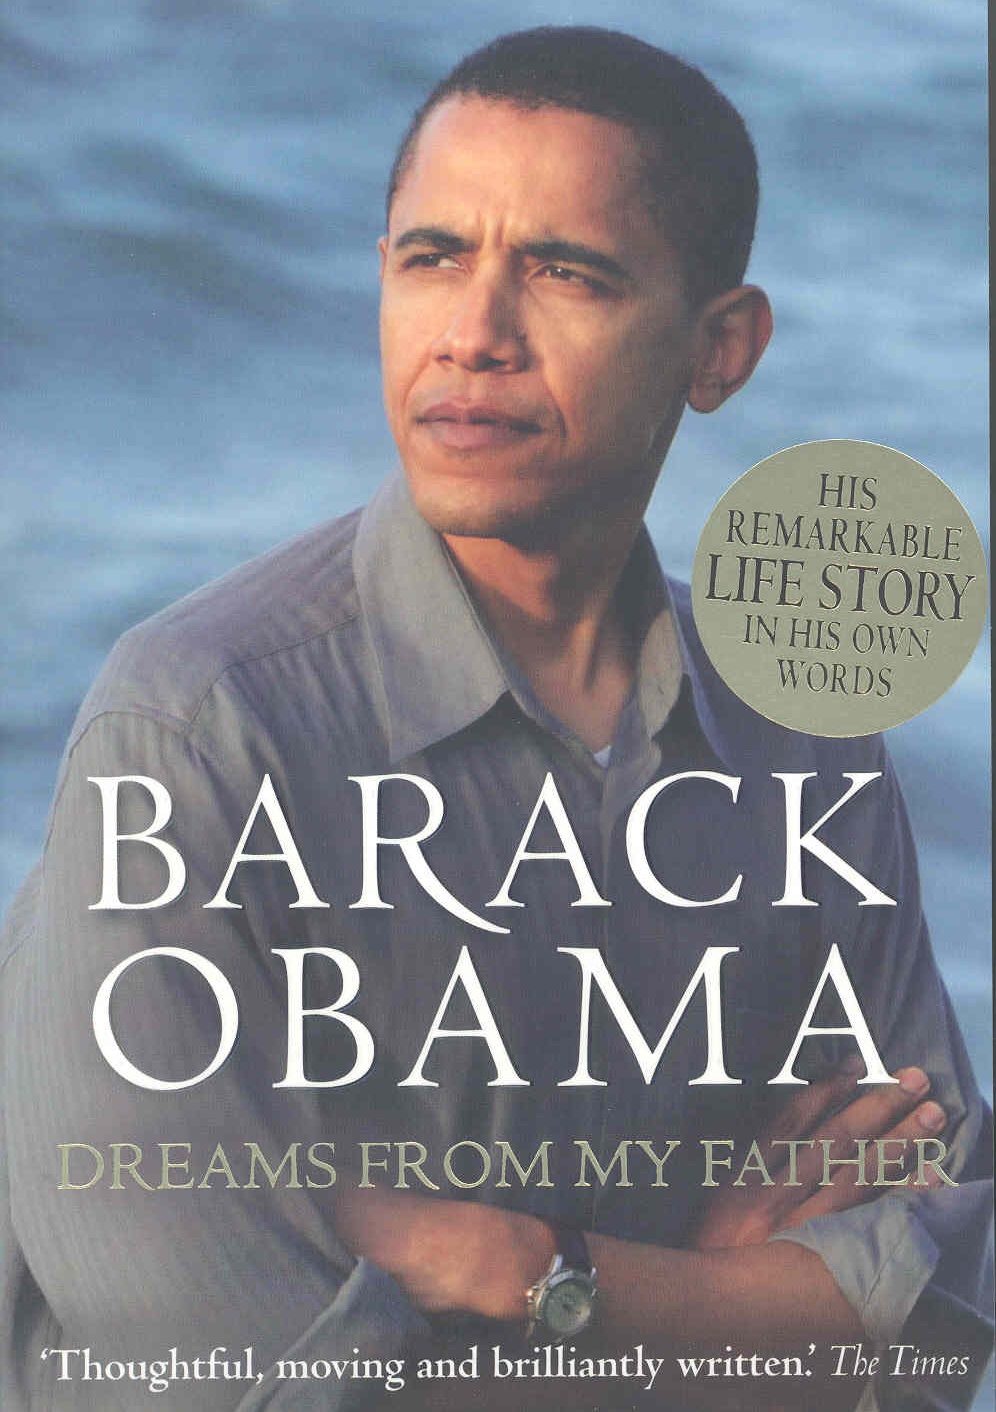 HIS
REMARKABLE
LIFE STORY
IN HIS OWN
WORDS
BARACK
OBAMA
DREAMS FROM MY FATHER
‘Thoughtful, moving and brilliantly written.’ The Times